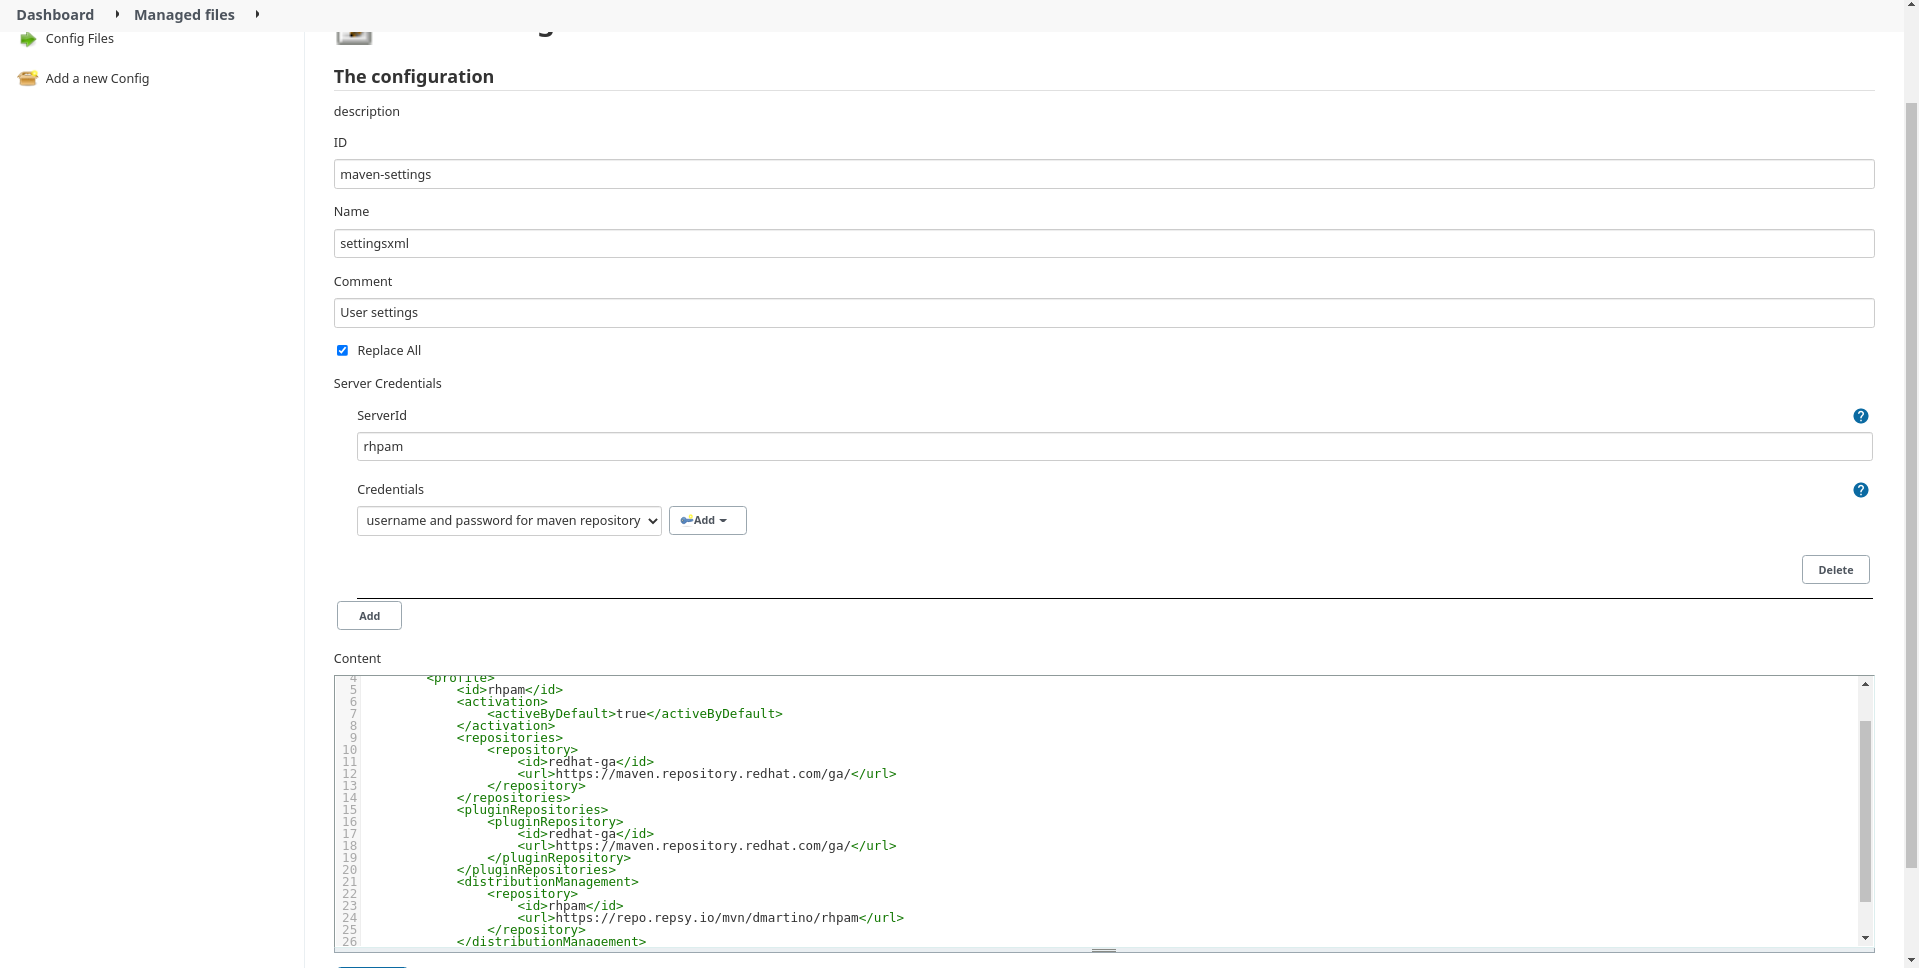 Dashboard Managed files
Config Files
Add a new Config
The configuration
description
ID
maven-settings
Name
settingsxml
Comment
User settings
Replace All
Server Credentials
ServerId
rhpam
Credentials
username and password for maven repository Add
Delete
Add
Content
4 <profile>
5 <id>rhpam</id>
6 <activation>
7 <activeByDefault>true</activeByDefault>
8 </activation>
9 <repositories>
10 <repository>
11 <id>redhat-ga</id>
12 <url>https://maven.repository.redhat.com/ga/</url>
13 </repository>
14 </repositories>
15 <pluginRepositories>
16 <pluginRepository>
17 <id>redhat-ga</id>
18 <url>https://maven.repository.redhat.com/ga/</url>
19 </pluginRepository>
20 </pluginRepositories>
21 <distributionManagement>
22 <repository>
23 <id>rhpam</id>
24 <url>https://repo.repsy.io/mvn/dmartino/rhpam</url>
25 </repository>
26 </distributionManagement>